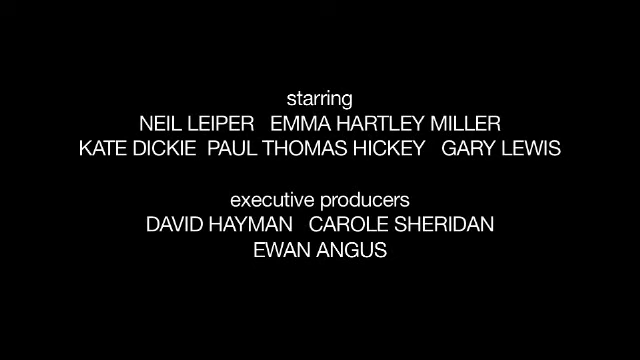 starring
NEIL LEIPER EMMA HARTLEY MILLER
KATE DICKIE PAUL THOMAS HICKEY GARY LEWIS
executive producers
DAVID HAYMAN CAROLE SHERIDAN
EWAN ANGUS